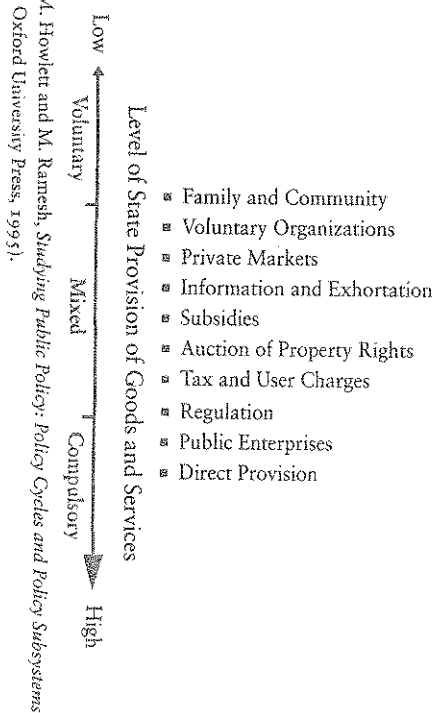 ■ Family and Community
■ Voluntary Organizations
■ Private Markets
■ Information and Exhortation
■ Subsidies
■ Auction of Property Rights
■ Tax and User Charges
■ Regulation
■ Public Enterprises
■ Direct Provision
Level of State Provision of Goods and Services
Low High
Voluntary Mixed Compulsory
M. Howlett and M. Ramesh, Studying Public Policy: Policy Cycles and Policy Subsystems
Oxford University Press, 1995).